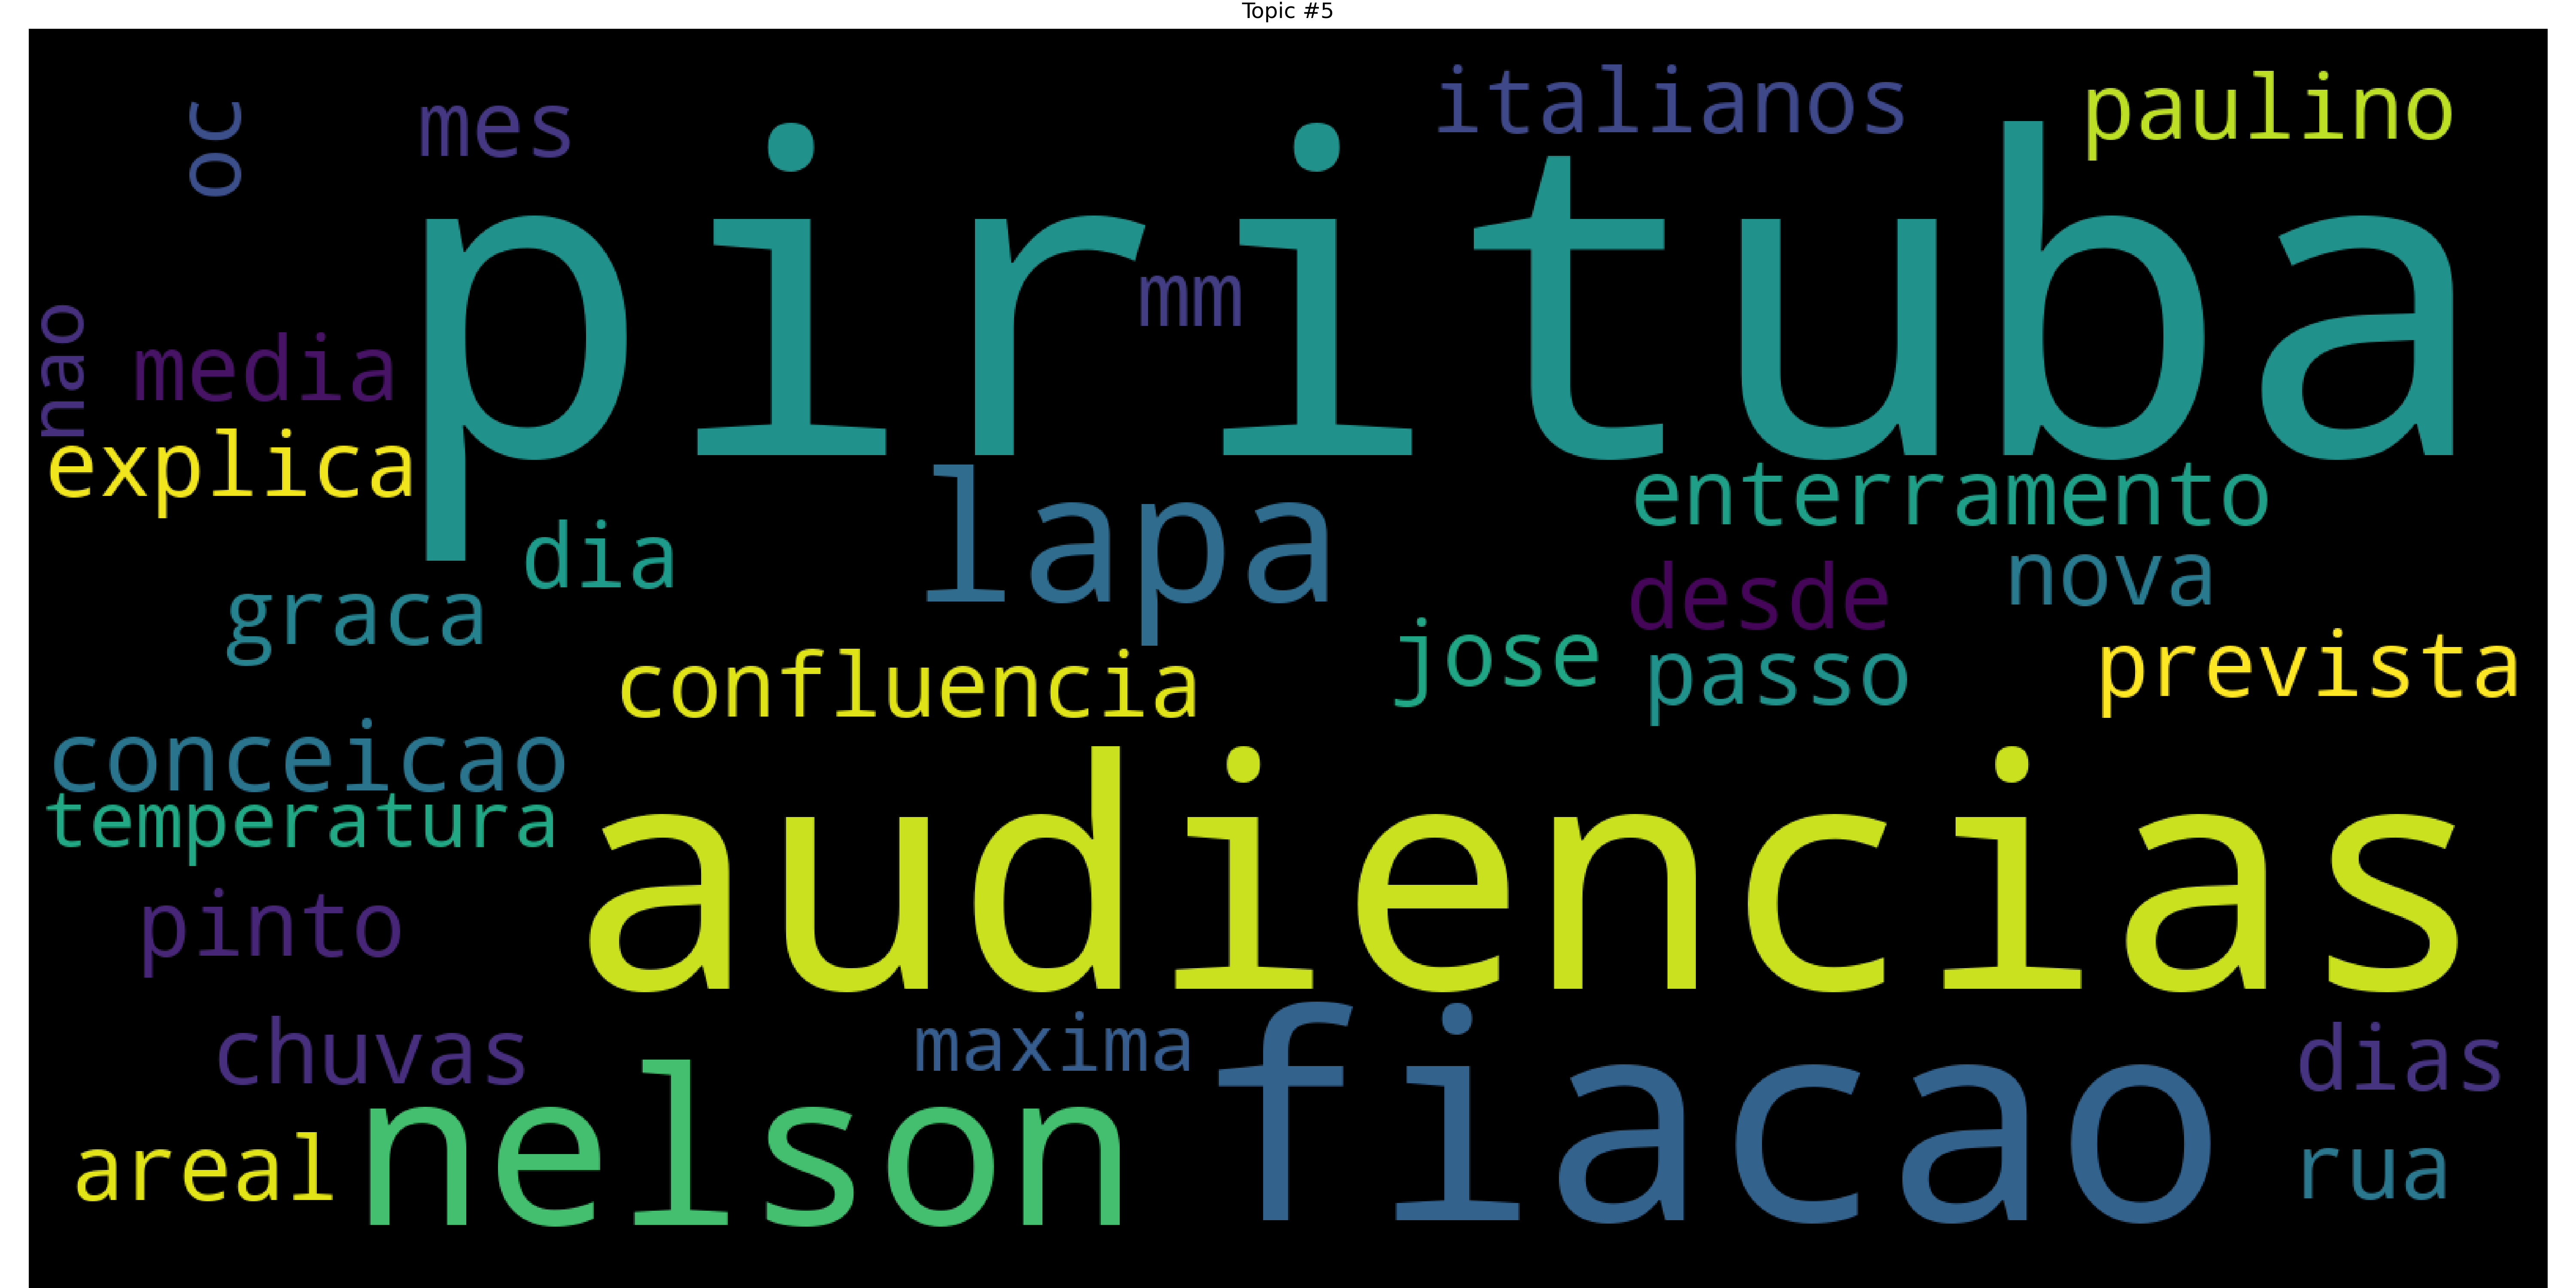 Topic #5
oc
mes
italianos
paulino
pirituba
mm
nao
media
explica
lapa
enterramento
dia
desde
nova
graca
jose
passo
prevista
confluencia
conceicao
temperatura
audiencias
pinto
chuvas
maxima
fiacao
dias
nelson
areal
rua